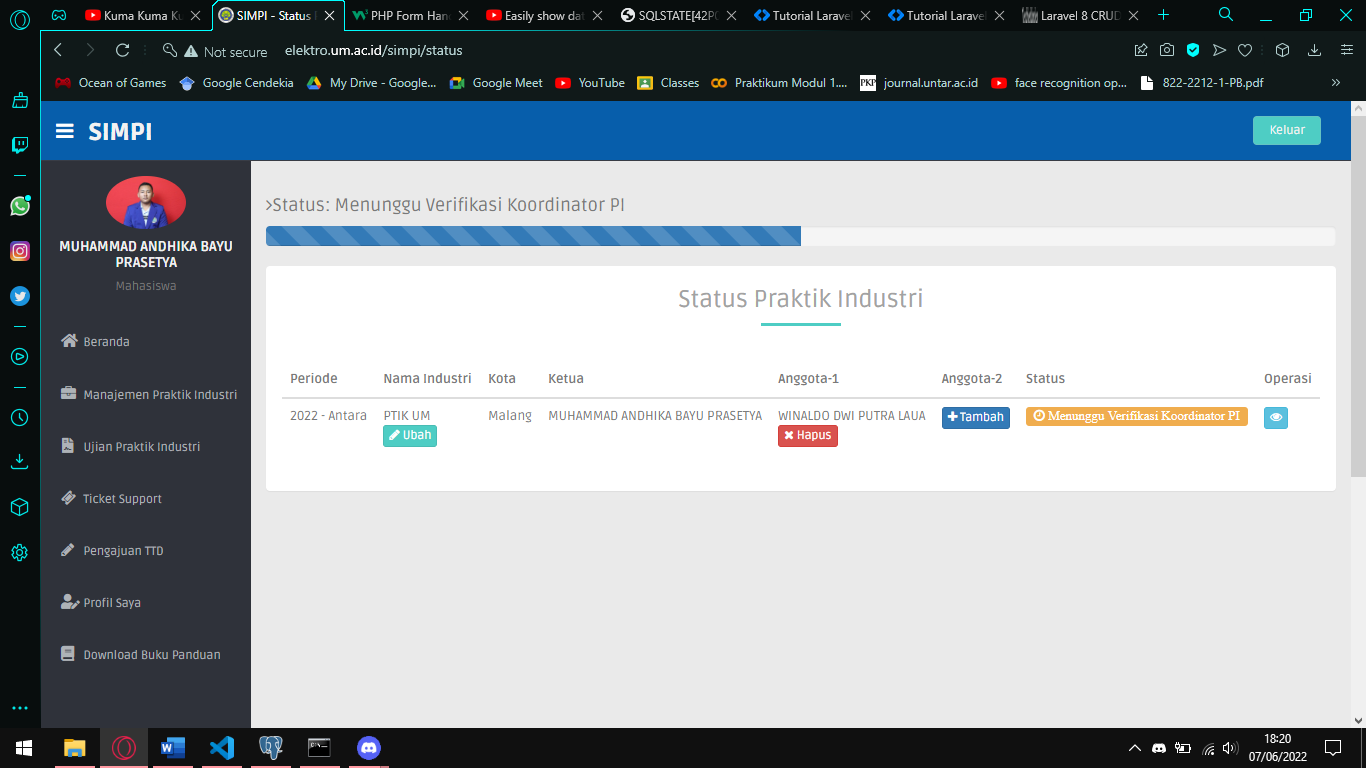 Kuma Kuma Ku
SIMPI - Status
PHP Form Han
Easily show dat
SQLSTATE[42P0
Tutorial Laravel
Tutorial Laravel
Laravel 8 CRUD
Not secure
elektro.um.ac.id/simpi/status
Ocean of Games
Google Cendekia
My Drive - Google...
Google Meet
YouTube
Classes
Praktikum Modul 1....
PKP
journal.untar.ac.id
face recognition op...
822-2212-1-PB.pdf
»
SIMPI
Keluar
MUHAMMAD ANDHIKA BAYU
PRASETYA
Mahasiswa
Beranda
Manajemen Praktik Industri
Ujian Praktik Industri
Ticket Support
Pengajuan TTD
Profil Saya
Download Buku Panduan
>Status: Menunggu Verifikasi Koordinator PI
Status Praktik Industri
Periode Nama Industri Kota Ketua Anggota-1 Anggota-2 Status Operasi
2022 - Antara PTIK UM Malang MUHAMMAD ANDHIKA BAYU PRASETYA WINALDO DWI PUTRA LAUA Tambah Menunggu Verifikasi Koordinator PI
Ubah Hapus
18:20
07/06/2022